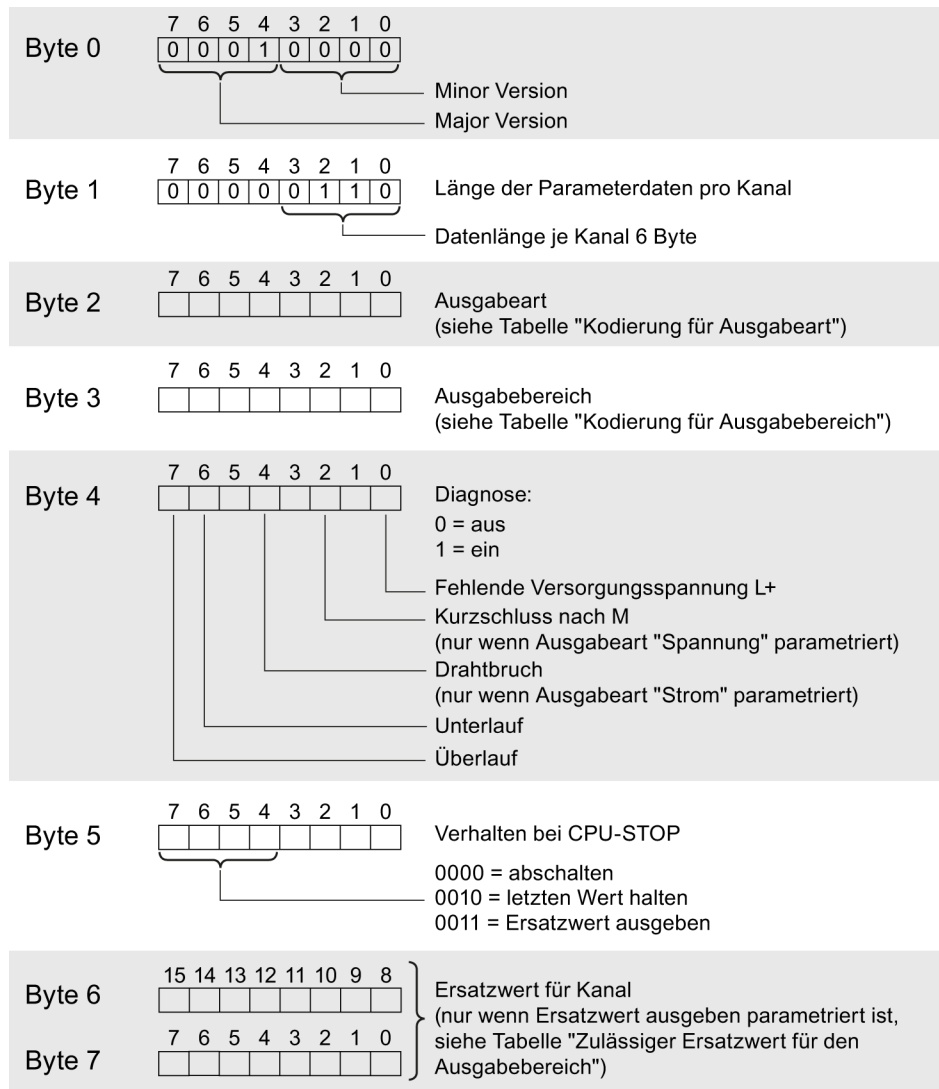 7 6 5 4 3 2 1 0
Byte 0
0 0 0 1 0 0 0 0
Minor Version
Major Version
7 6 5 4 3 2 1 0
Byte 1
0 0 0 0 0 1 1 0
Länge der Parameterdaten pro Kanal
Datenlänge je Kanal 6 Byte
7 6 5 4 3 2 1 0
Byte 2
Ausgabeart
(siehe Tabelle "Kodierung für Ausgabeart")
7 6 5 4 3 2 1 0
Byte 3
Ausgabebereich
(siehe Tabelle "Kodierung für Ausgabebereich")
7 6 5 4 3 2 1 0
Byte 4
Diagnose:
0 = aus
1 = ein
Fehlende Versorgungsspannung L+
Kurzschluss nach M
(nur wenn Ausgabeart "Spannung" parametriert)
Drahtbruch
(nur wenn Ausgabeart "Strom" parametriert)
Unterlauf
Überlauf
7 6 5 4 3 2 1 0
Byte 5
Verhalten bei CPU-STOP
0000 = abschalten
0010 = letzten Wert halten
0011 = Ersatzwert ausgeben
15 14 13 12 11 10 9 8
Byte 6
Ersatzwert für Kanal
(nur wenn Ersatzwert ausgeben parametriert ist,
siehe Tabelle "Zulässiger Ersatzwert für den
Ausgabebereich")
7 6 5 4 3 2 1 0
Byte 7